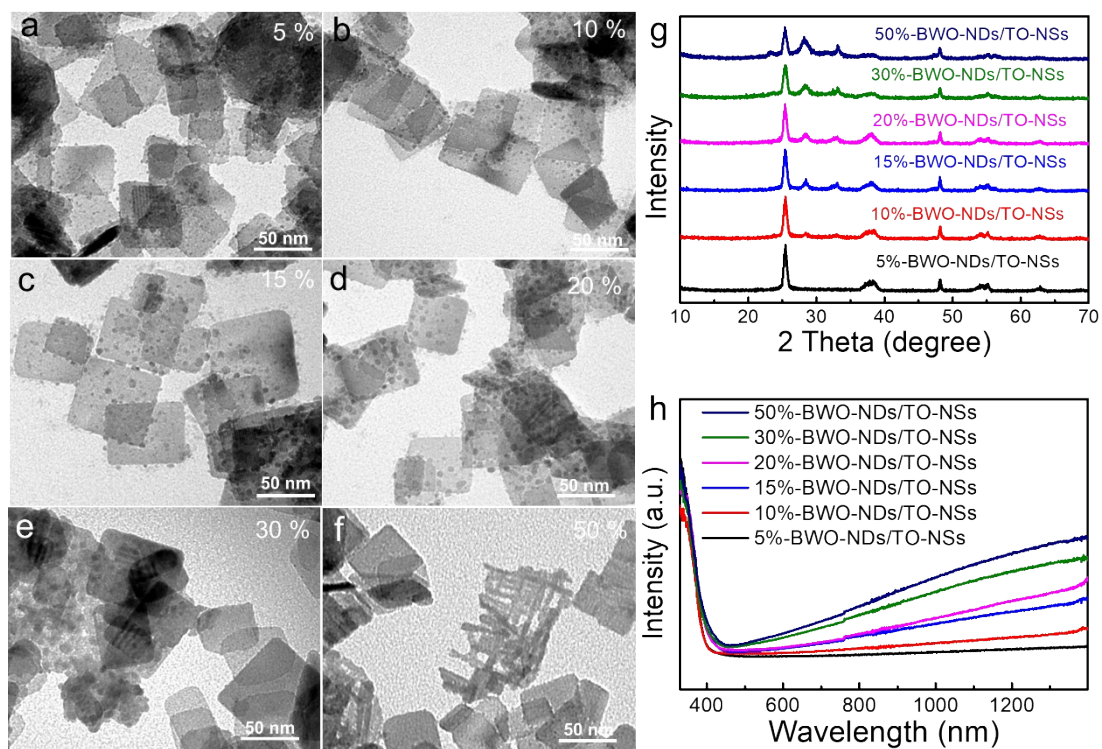 a
5 %
50 nm
b
10 %
50 nm
c
15 %
50 nm
d
20 %
50 nm
e
30 %
50 nm
f
50 %
50 nm
g
50%-BWO-NDs/TO-NSs
30%-BWO-NDs/TO-NSs
20%-BWO-NDs/TO-NSs
15%-BWO-NDs/TO-NSs
10%-BWO-NDs/TO-NSs
5%-BWO-NDs/TO-NSs
Intensity
10 20 30 40 50 60 70
2 Theta (degree)
h
50%-BWO-NDs/TO-NSs
30%-BWO-NDs/TO-NSs
20%-BWO-NDs/TO-NSs
15%-BWO-NDs/TO-NSs
10%-BWO-NDs/TO-NSs
5%-BWO-NDs/TO-NSs
Intensity (a.u.)
400 600 800 1000 1200
Wavelength (nm)